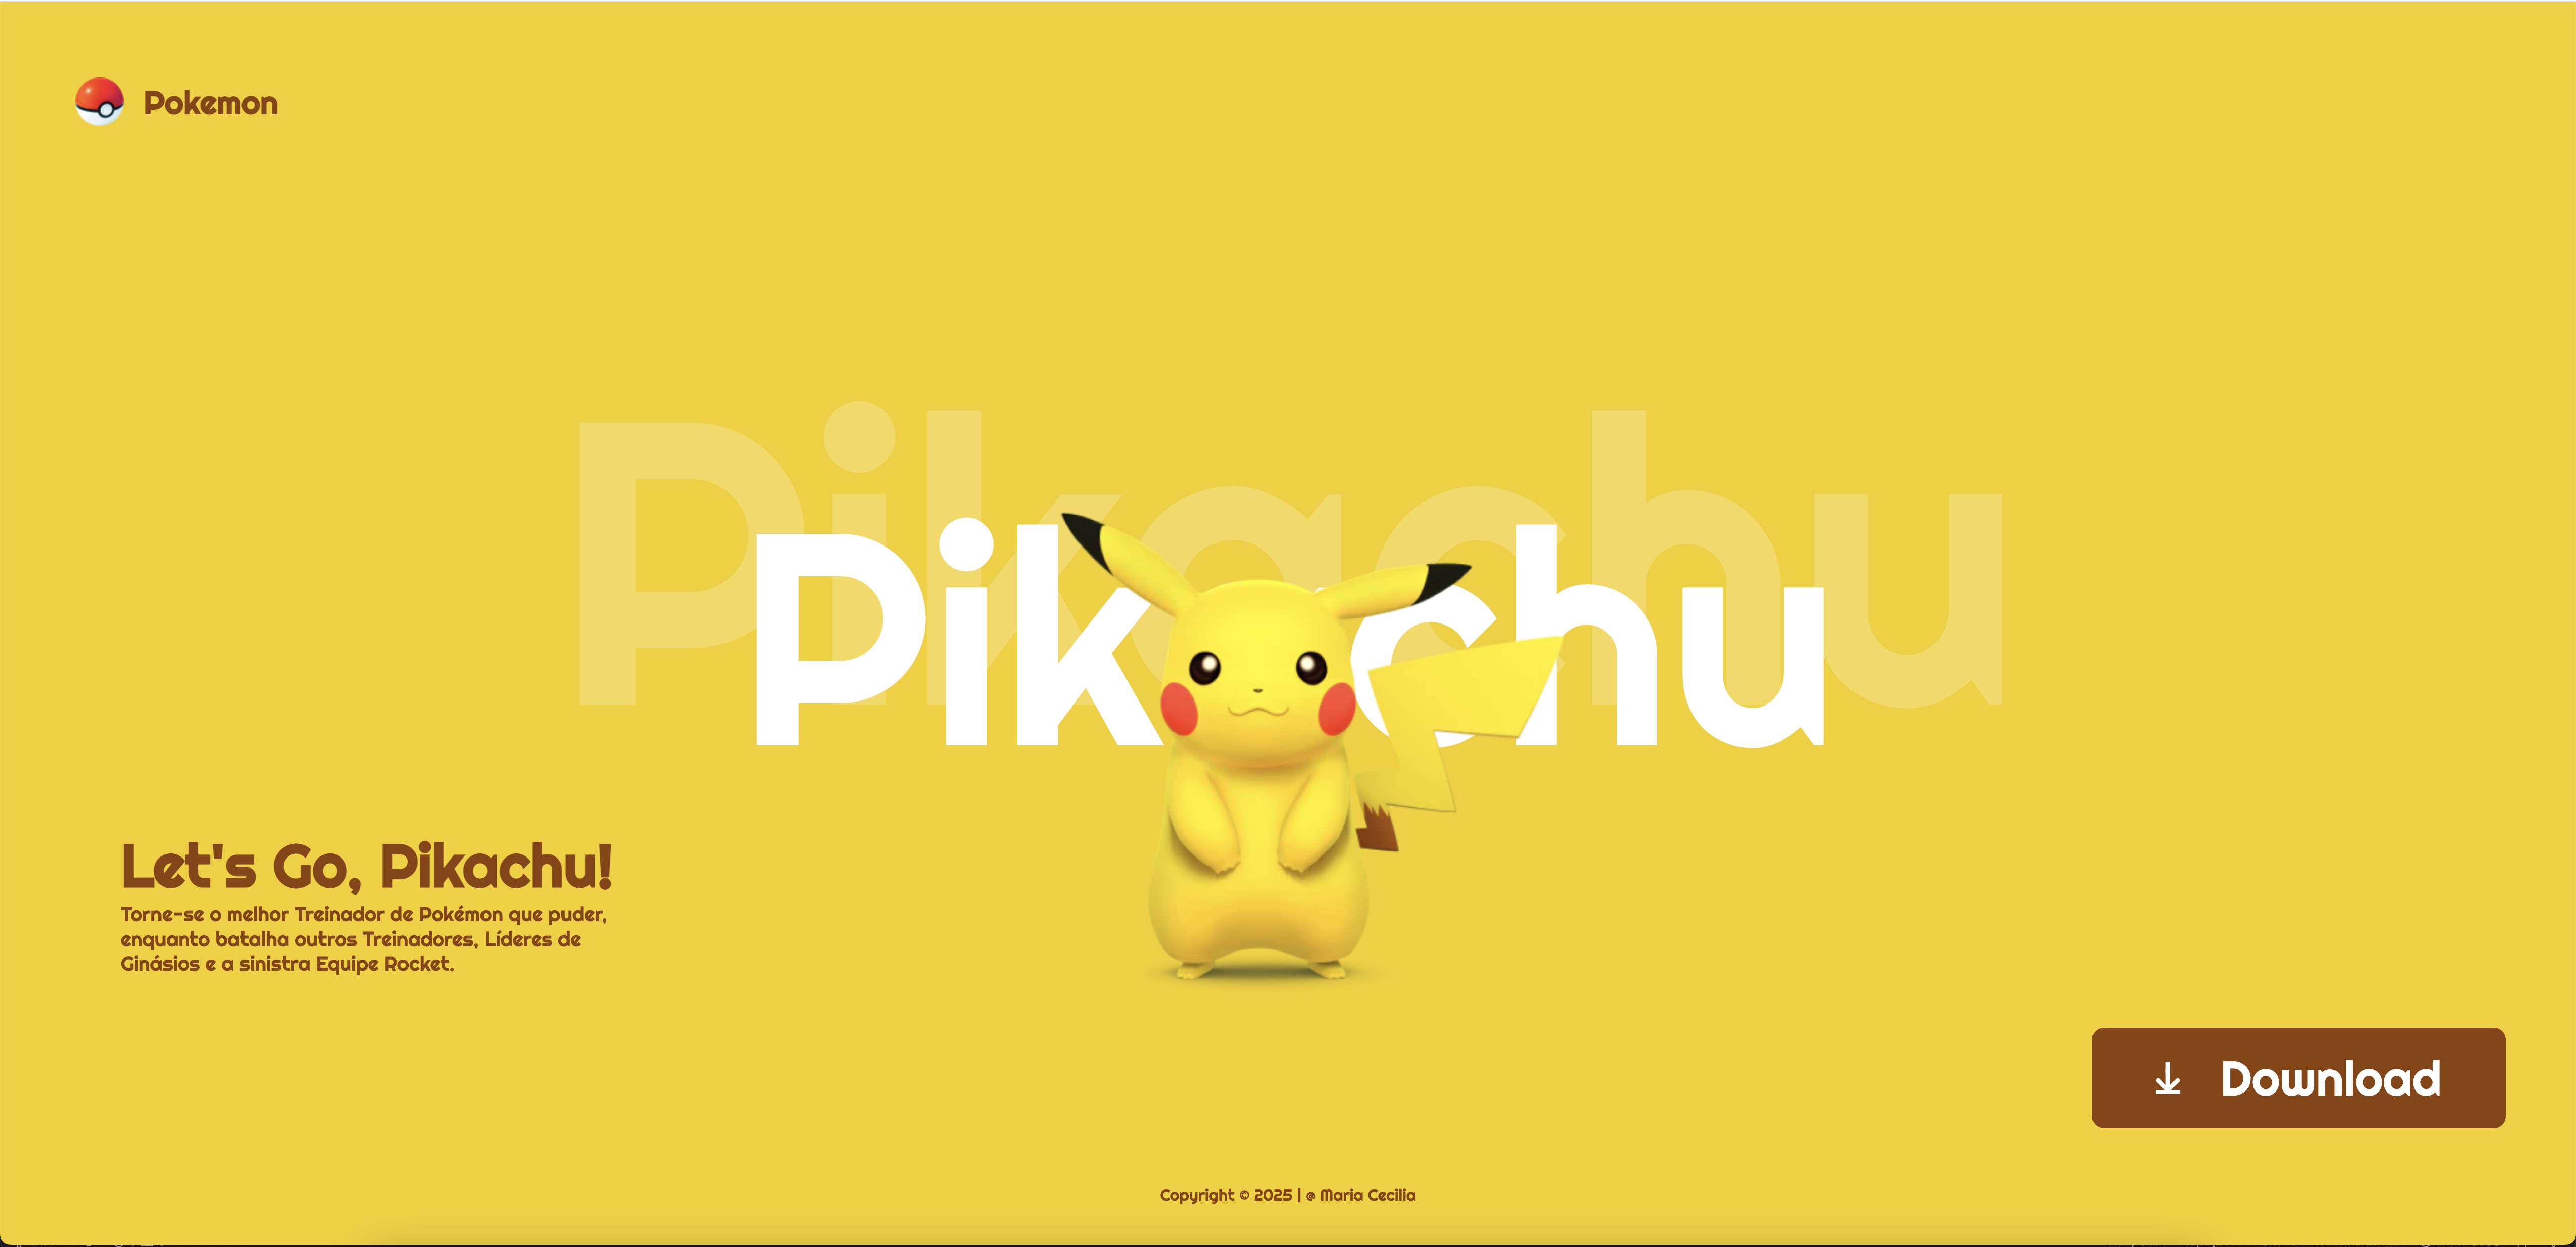 Pokemon
Pikachu
Pikachu
Let's Go, Pikachu!
Torne-se o melhor Treinador de Pokémon que puder,
enquanto batalha outros Treinadores, Líderes de
Ginásios e a sinistra Equipe Rocket.
Download
Copyright © 2025 | @ Maria Cecilia